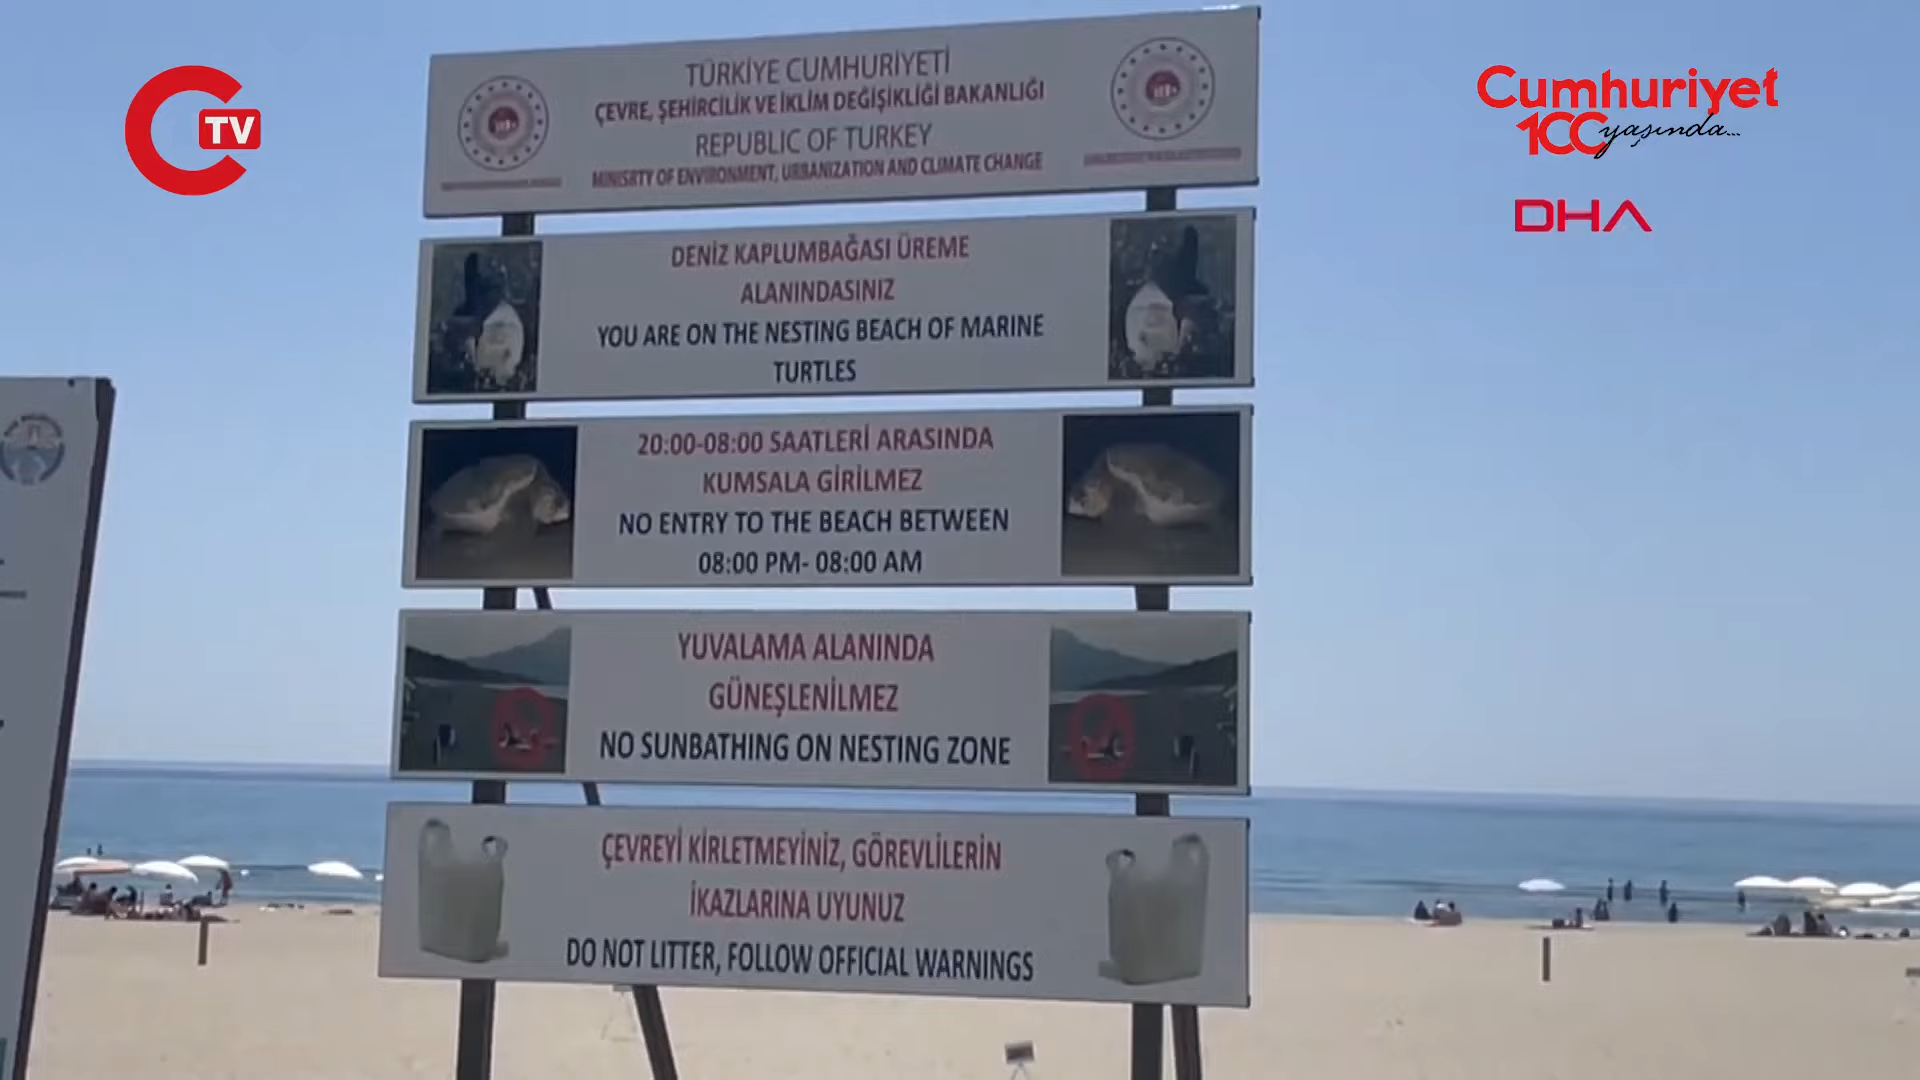 TV
Cumhuriyet
100 yaşında...
DHA
TÜRKİYE CUMHURİYETİ
ÇEVRE, ŞEHİRCİLİK VE İKLİM DEĞİŞİKLİĞİ BAKANLIĞI
REPUBLIC OF TURKEY
MINISRTY OF ENVIRONMENT, URBANIZATION AND CLIMATE CHANGE
DENİZ KAPLUMBAĞASI ÜREME
ALANINDASINIZ
YOU ARE ON THE NESTING BEACH OF MARINE
TURTLES
20:00-08:00 SAATLERİ ARASINDA
KUMSALA GİRİLMEZ
NO ENTRY TO THE BEACH BETWEEN
08:00 PM- 08:00 AM
YUVALAMA ALANINDA
GÜNEŞLENİLMEZ
NO SUNBATHING ON NESTING ZONE
ÇEVREYİ KİRLETMEYİNİZ, GÖREVLİLERİN
İKAZLARINA UYUNUZ
DO NOT LITTER, FOLLOW OFFICIAL WARNINGS